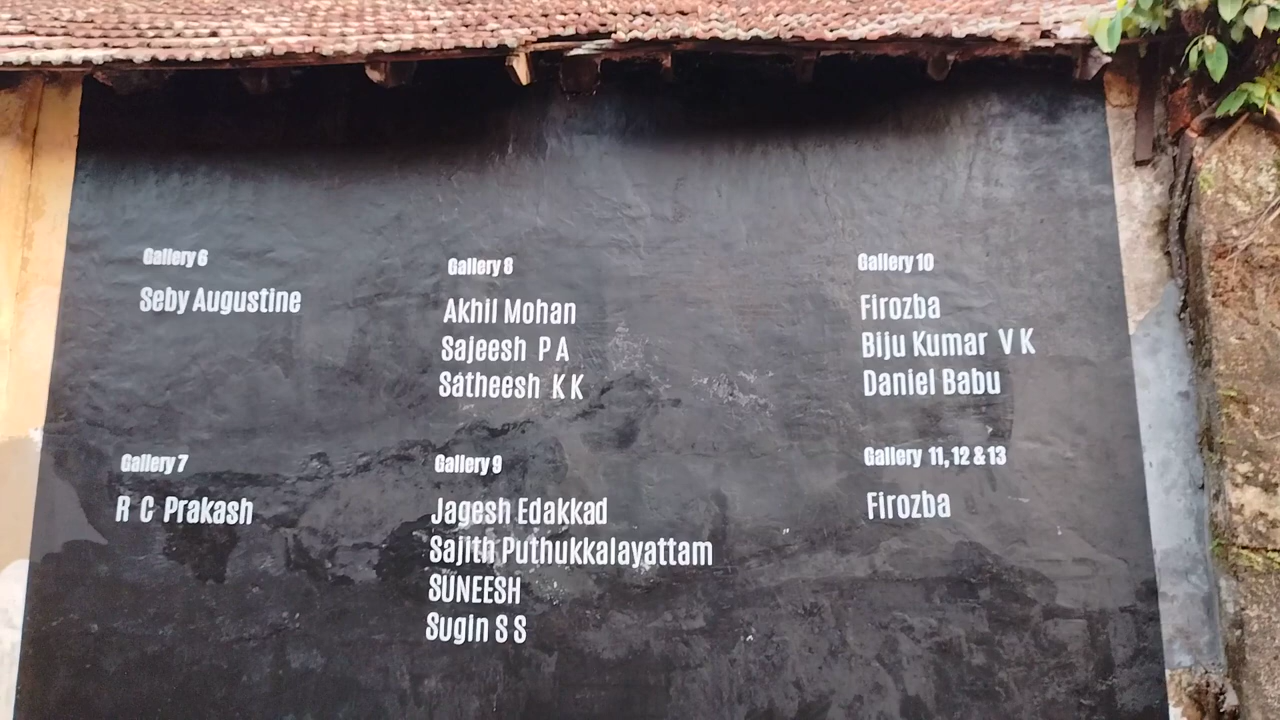 Gallery 6
Seby Augustine
Gallery 7
R C Prakash
Gallery 8
Akhil Mohan
Sajeesh P A
Satheesh K K
Gallery 9
Jagesh Edakkad
Sajith Puthukkalayattam
SUNEESH
Sugin S S
Gallery 10
Firozba
Biju Kumar V K
Daniel Babu
Gallery 11, 12 & 13
Firozba